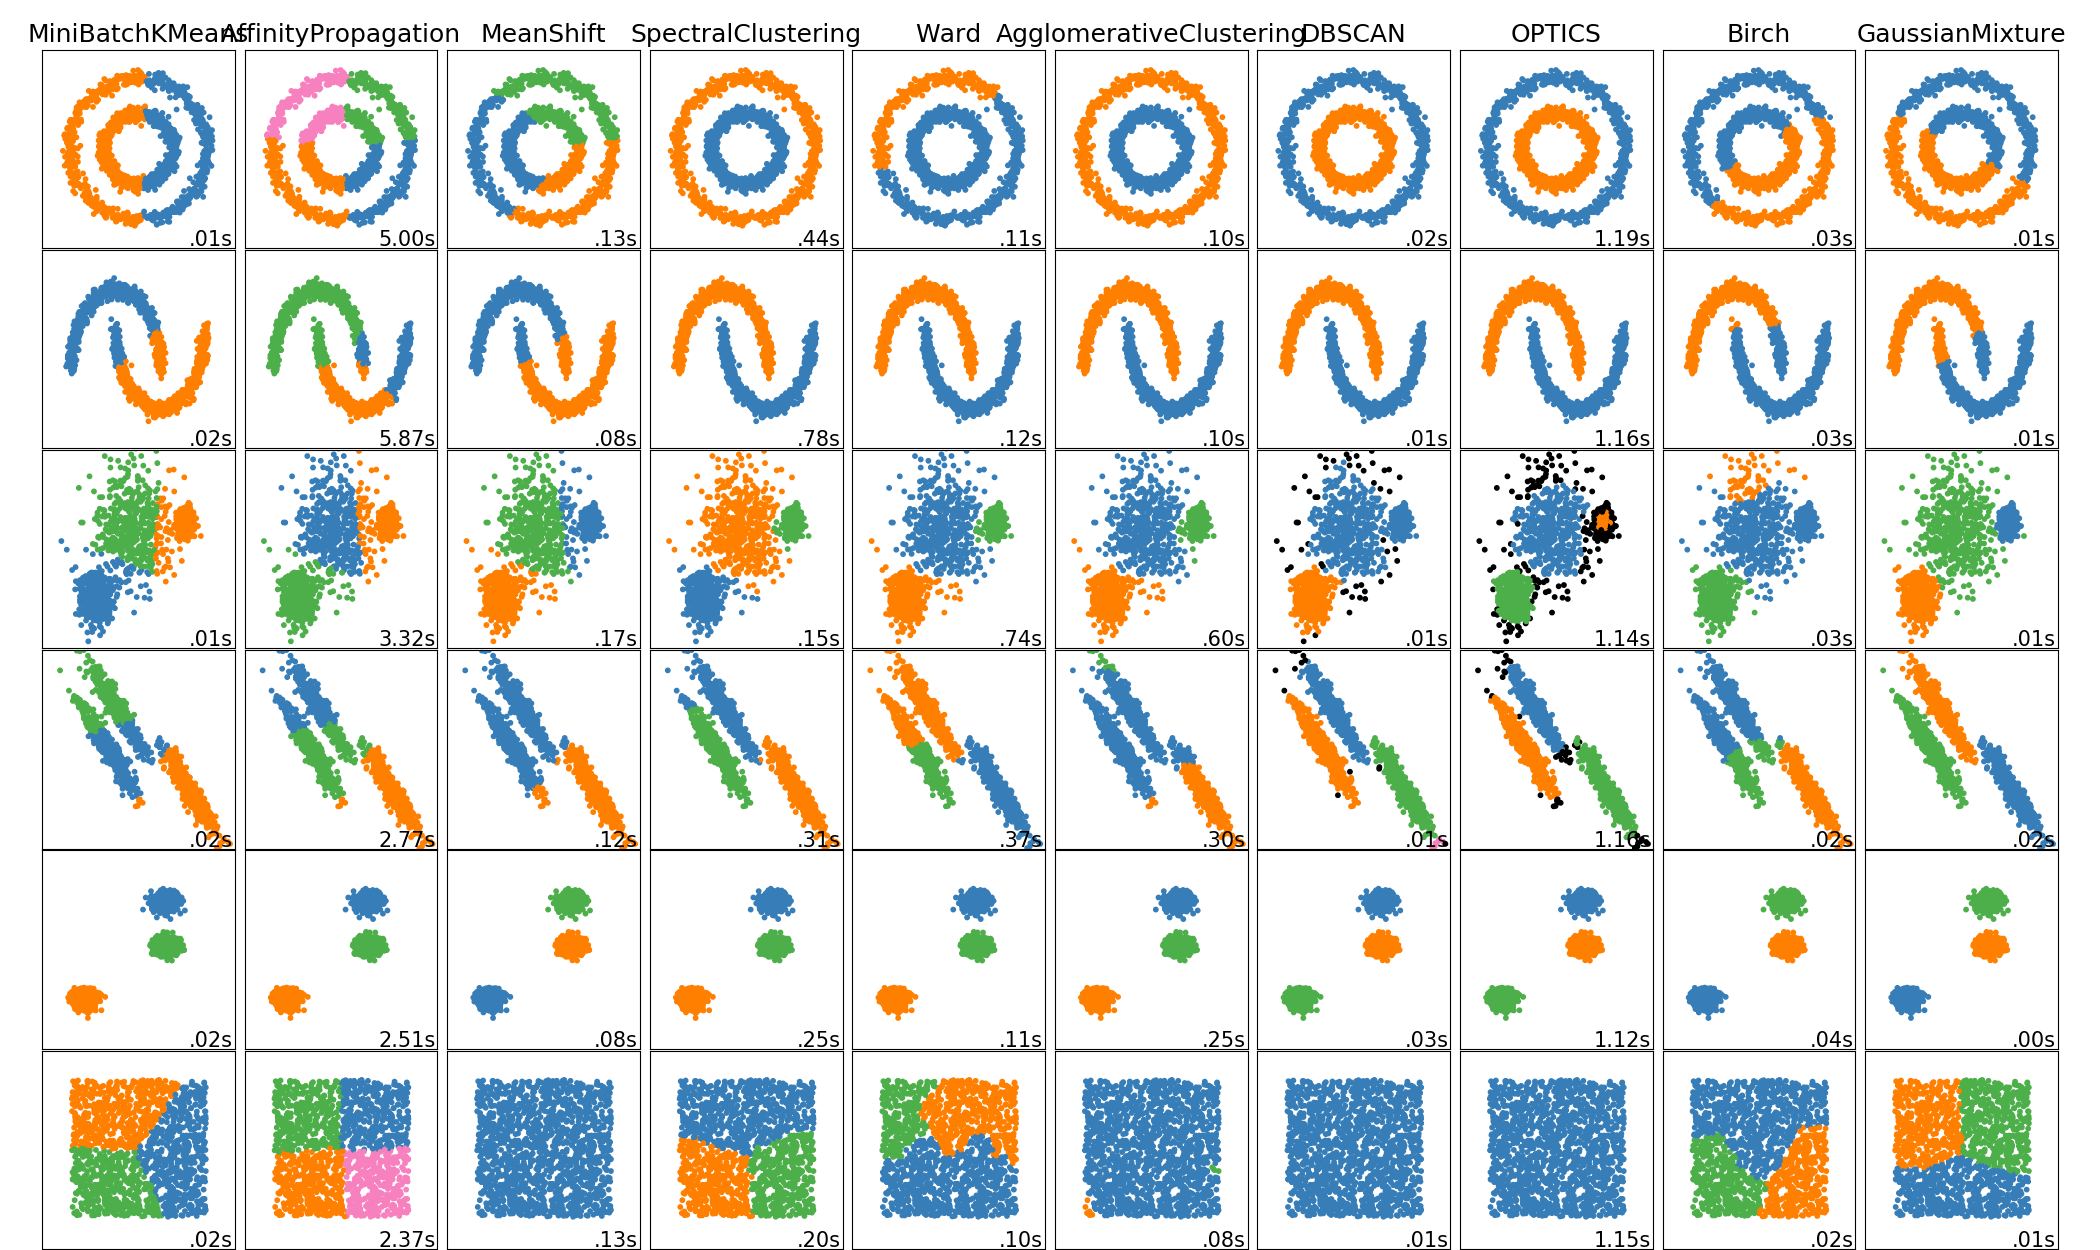 MiniBatchKMeans AffinityPropagation MeanShift SpectralClustering Ward AgglomerativeClustering DBSCAN OPTICS Birch GaussianMixture
.01s 5.00s .13s .44s .11s .10s .02s 1.19s .03s .01s
.02s 5.87s .08s .78s .12s .10s .01s 1.16s .03s .01s
.01s 3.32s .17s .15s .74s .60s .01s 1.14s .03s .01s
.02s 2.77s .12s .31s .37s .30s .01s 1.16s .02s .02s
.02s 2.51s .08s .25s .11s .25s .03s 1.12s .04s .00s
.02s 2.37s .13s .20s .10s .08s .01s 1.15s .02s .01s